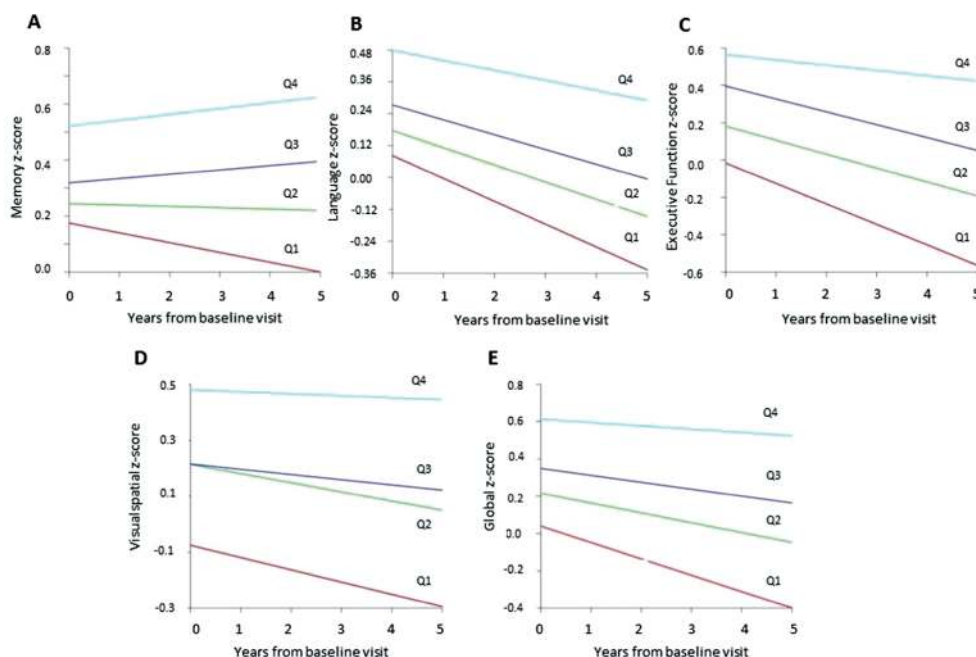 A
Memory z-score
0.8
0.6
0.4
0.2
0.0
Q4
Q3
Q2
Q1
0 1 2 3 4 5
Years from baseline visit
B
Language z-score
0.48
0.36
0.24
0.12
0.00
-0.12
-0.24
-0.36
Q4
Q3
Q2
Q1
0 1 2 3 4 5
Years from baseline visit
C
Executive Function z-score
0.6
0.4
0.2
0.0
-0.2
-0.4
-0.6
Q4
Q3
Q2
Q1
0 1 2 3 4 5
Years from baseline visit
D
Visualspatial z-score
0.5
0.3
0.1
-0.1
-0.3
Q4
Q3
Q2
Q1
0 1 2 3 4 5
Years from baseline visit
E
Global z-score
0.8
0.6
0.4
0.2
0.0
-0.2
-0.4
Q4
Q3
Q2
Q1
0 1 2 3 4 5
Years from baseline visit